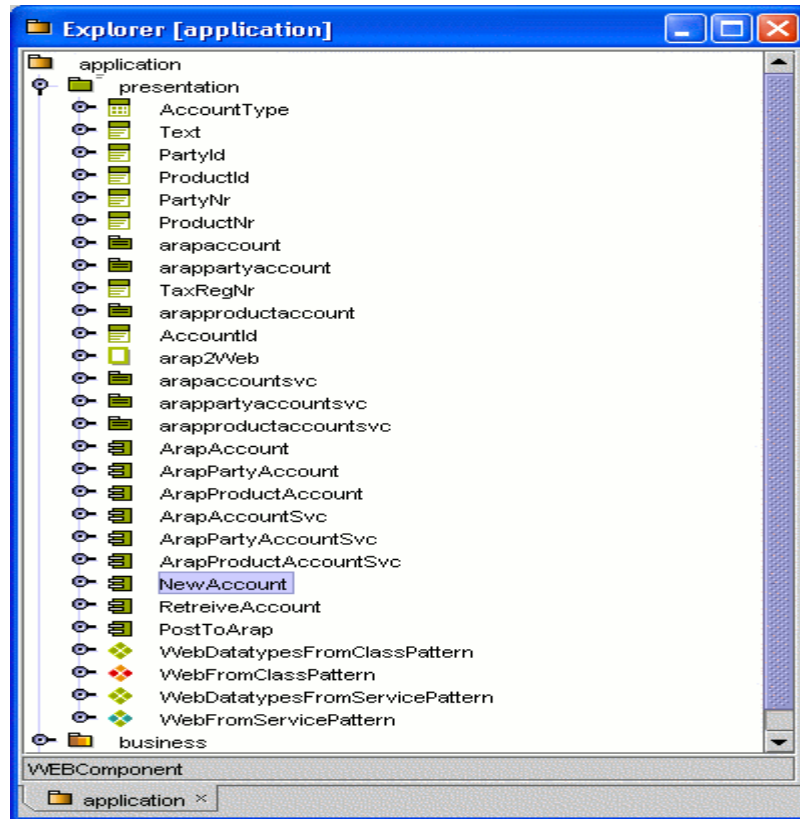 Explorer [application]
application
presentation
AccountType
Text
PartyId
ProductId
PartyNr
ProductNr
arapaccount
arappartyaccount
TaxRegNr
arapproductaccount
AccountId
arap2Web
arapaccountsvc
arappartyaccountsvc
arapproductaccountsvc
ArapAccount
ArapPartyAccount
ArapProductAccount
ArapAccountSvc
ArapPartyAccountSvc
ArapProductAccountSvc
NewAccount
RetreiveAccount
PostToArap
WebDatatypesFromClassPattern
WebFromClassPattern
WebDatatypesFromServicePattern
WebFromServicePattern
business
WEBComponent
application ×